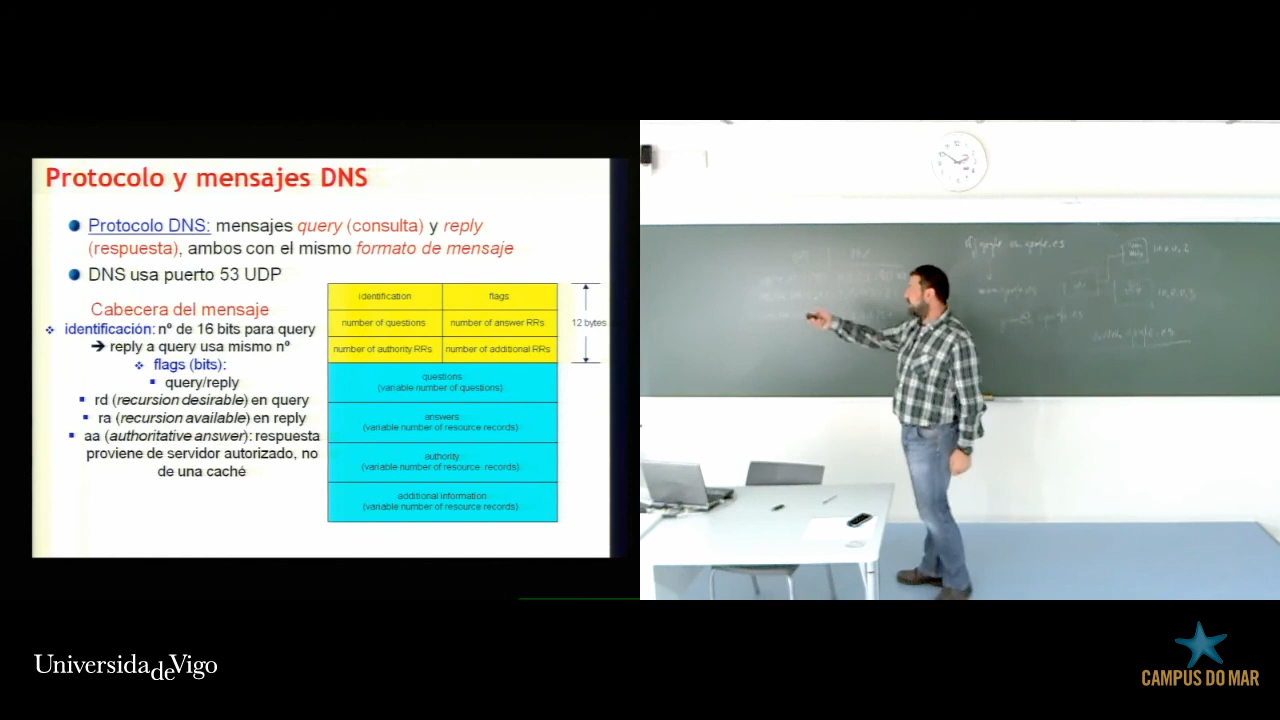 Protocolo y mensajes DNS
Protocolo DNS: mensajes query (consulta) y reply
(respuesta), ambos con el mismo formato de mensaje
DNS usa puerto 53 UDP
Cabecera del mensaje
identificación: nº de 16 bits para query
➔ reply a query usa mismo nº
flags (bits):
query/reply
rd (recursion desirable) en query
ra (recursion available) en reply
aa (authoritative answer): respuesta
proviene de servidor autorizado, no
de una caché
identification
flags
number of questions
number of answer RRs
number of authority RRs
number of additional RRs
12 bytes
questions
(variable number of questions)
answers
(variable number of resource records)
authority
(variable number of resource records)
additional information
(variable number of resource records)
Universidade Vigo
CAMPUS DO MAR